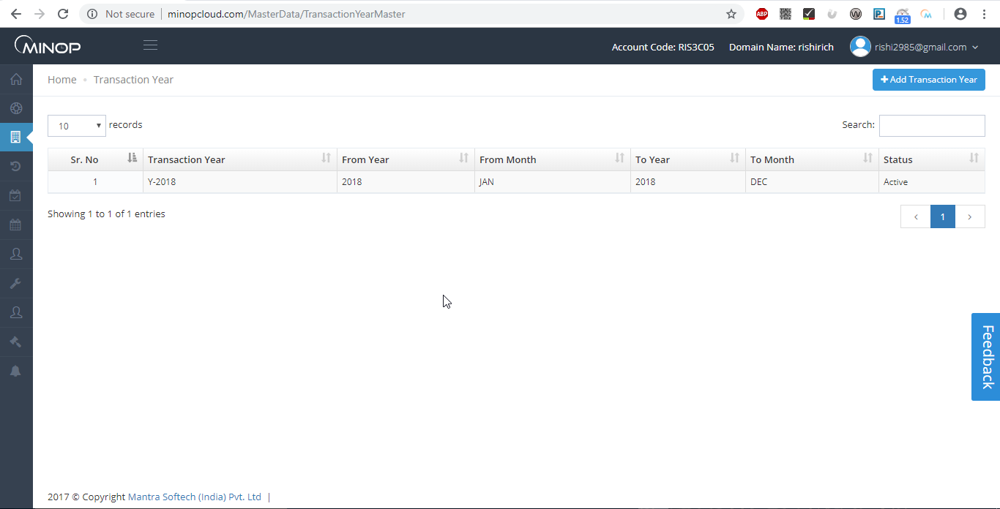 Not secure minopcloud.com/MasterData/TransactionYearMaster
ABP
1.52
MINOP
Account Code: RIS3C05 Domain Name: rishirich rishi2985@gmail.com
Home Transaction Year
Add Transaction Year
10 records Search:
Sr. No Transaction Year From Year From Month To Year To Month Status
1 Y-2018 2018 JAN 2018 DEC Active
Showing 1 to 1 of 1 entries
‹ 1 ›
Feedback
2017 © Copyright Mantra Softech (India) Pvt. Ltd |